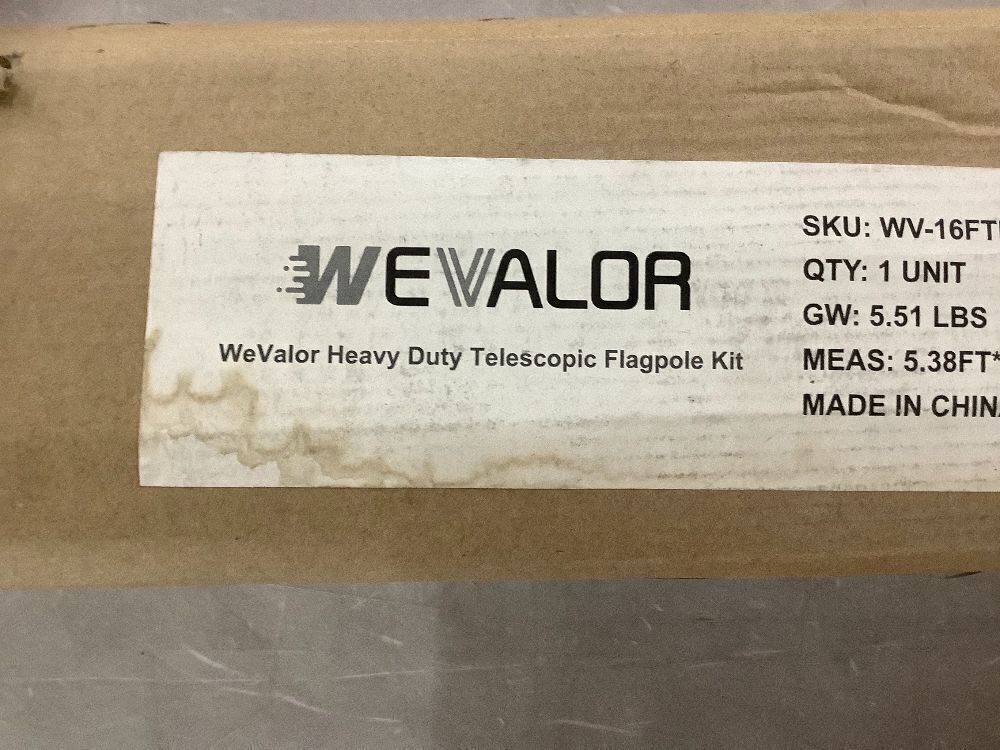 WEVALOR
WeValor Heavy Duty Telescopic Flagpole Kit
SKU: WV-16FT
QTY: 1 UNIT
GW: 5.51 LBS
MEAS: 5.38FT*
MADE IN CHINA